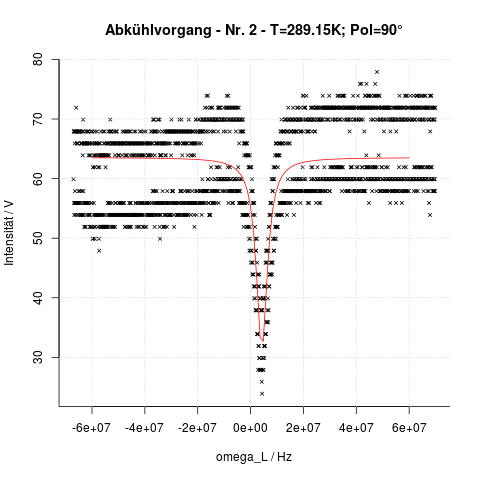 Abkühlvorgang - Nr. 2 - T=289.15K; Pol=90°
80
70
60
50
40
30
Intensität / V
-6e+07 -4e+07 -2e+07 0e+00 2e+07 4e+07 6e+07
omega_L / Hz